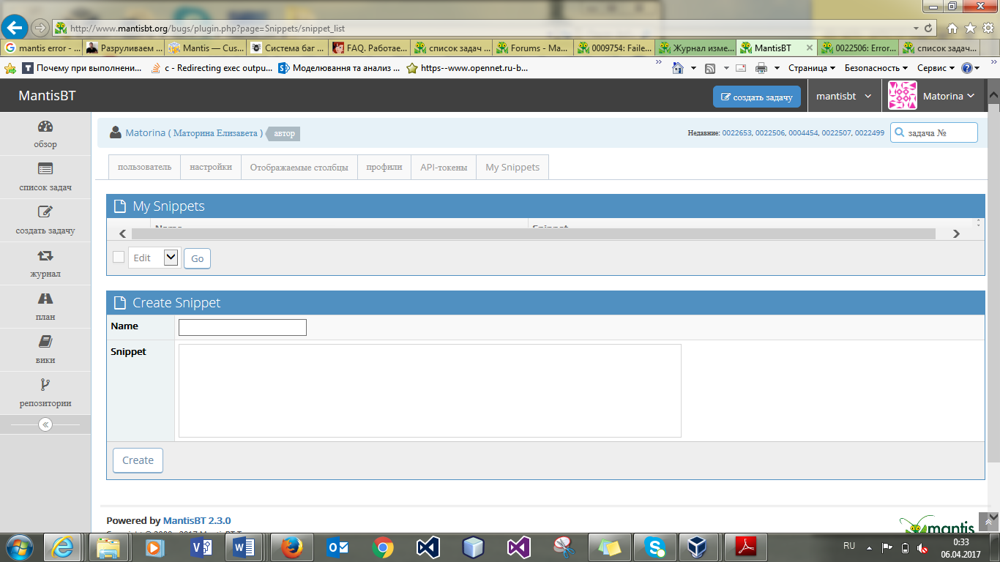 http://www.mantisbt.org/bugs/plugin.php?page=Snippets/snippet_list
mantis error - ... Разруливаем ... Mantis — Cus... Система баг ... FAQ. Работае... список задач ... Forums - Ma... 0009754: Faile... Журнал изме... MantisBT 0022506: Error... список задач...
Почему при выполнени... c - Redirecting exec outpu... Моделювання та анализ ... https--www.opennet.ru-b... Страница Безопасность Сервис
MantisBT создать задачу mantisbt Matorina
обзор
список задач
создать задачу
журнал
план
вики
репозитории
Matorina ( Маторина Елизавета ) автор Недавние: 0022653, 0022506, 0004454, 0022507, 0022499 задача №
пользователь настройки Отображаемые столбцы профили API-токены My Snippets
My Snippets
Name Snippet
Edit Go
Create Snippet
Name
Snippet
Create
Powered by MantisBT 2.3.0
mantis
RU 0:33
06.04.2017